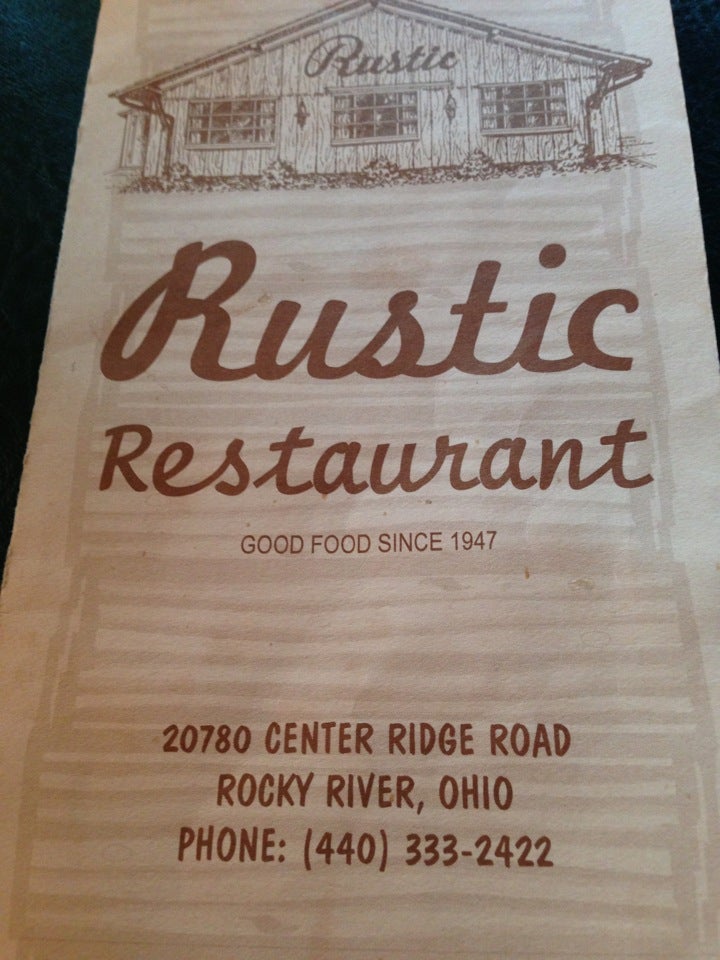 Rustic
Rustic
Restaurant
GOOD FOOD SINCE 1947
20780 CENTER RIDGE ROAD
ROCKY RIVER, OHIO
PHONE: (440) 333-2422